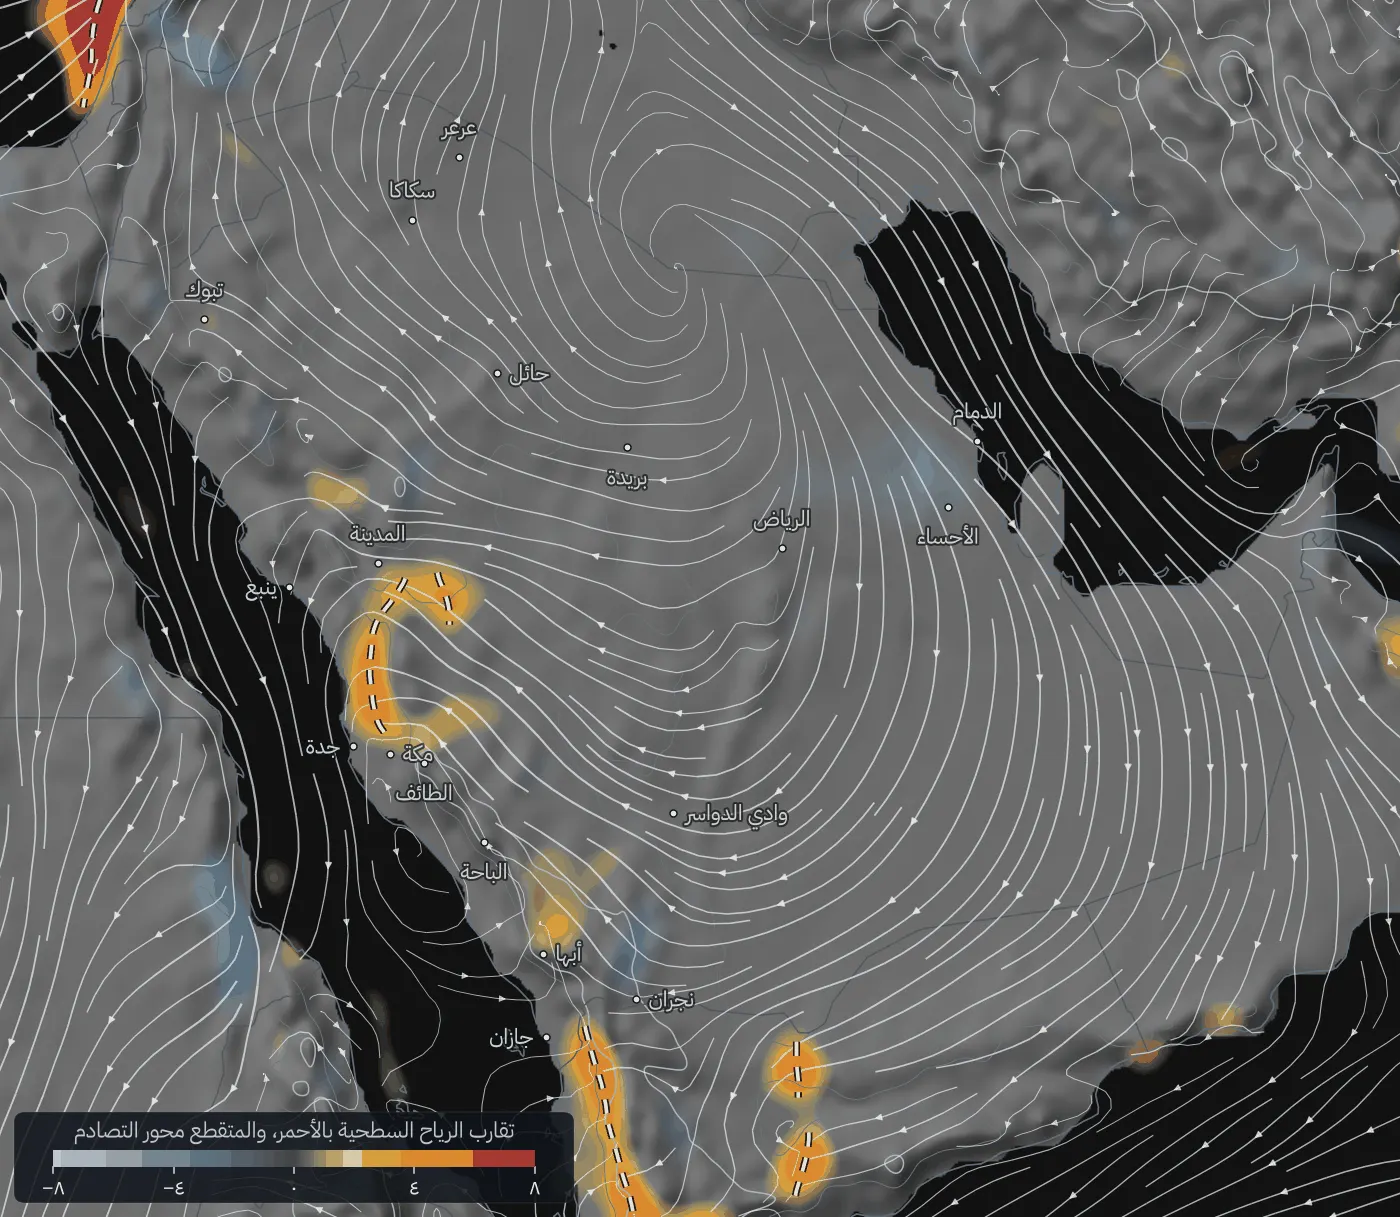 عرعر
سكاكا
تبوك
حائل
الدمام
بريدة
الرياض
الأحساء
المدينة
ينبع
جدة
مكة
الطائف
وادي الدواسر
الباحة
أبها
نجران
جازان
تقارب الرياح السطحية بالأحمر، والمتقطع محور التصادم
−٨ −٤ ٠ ٤ ٨